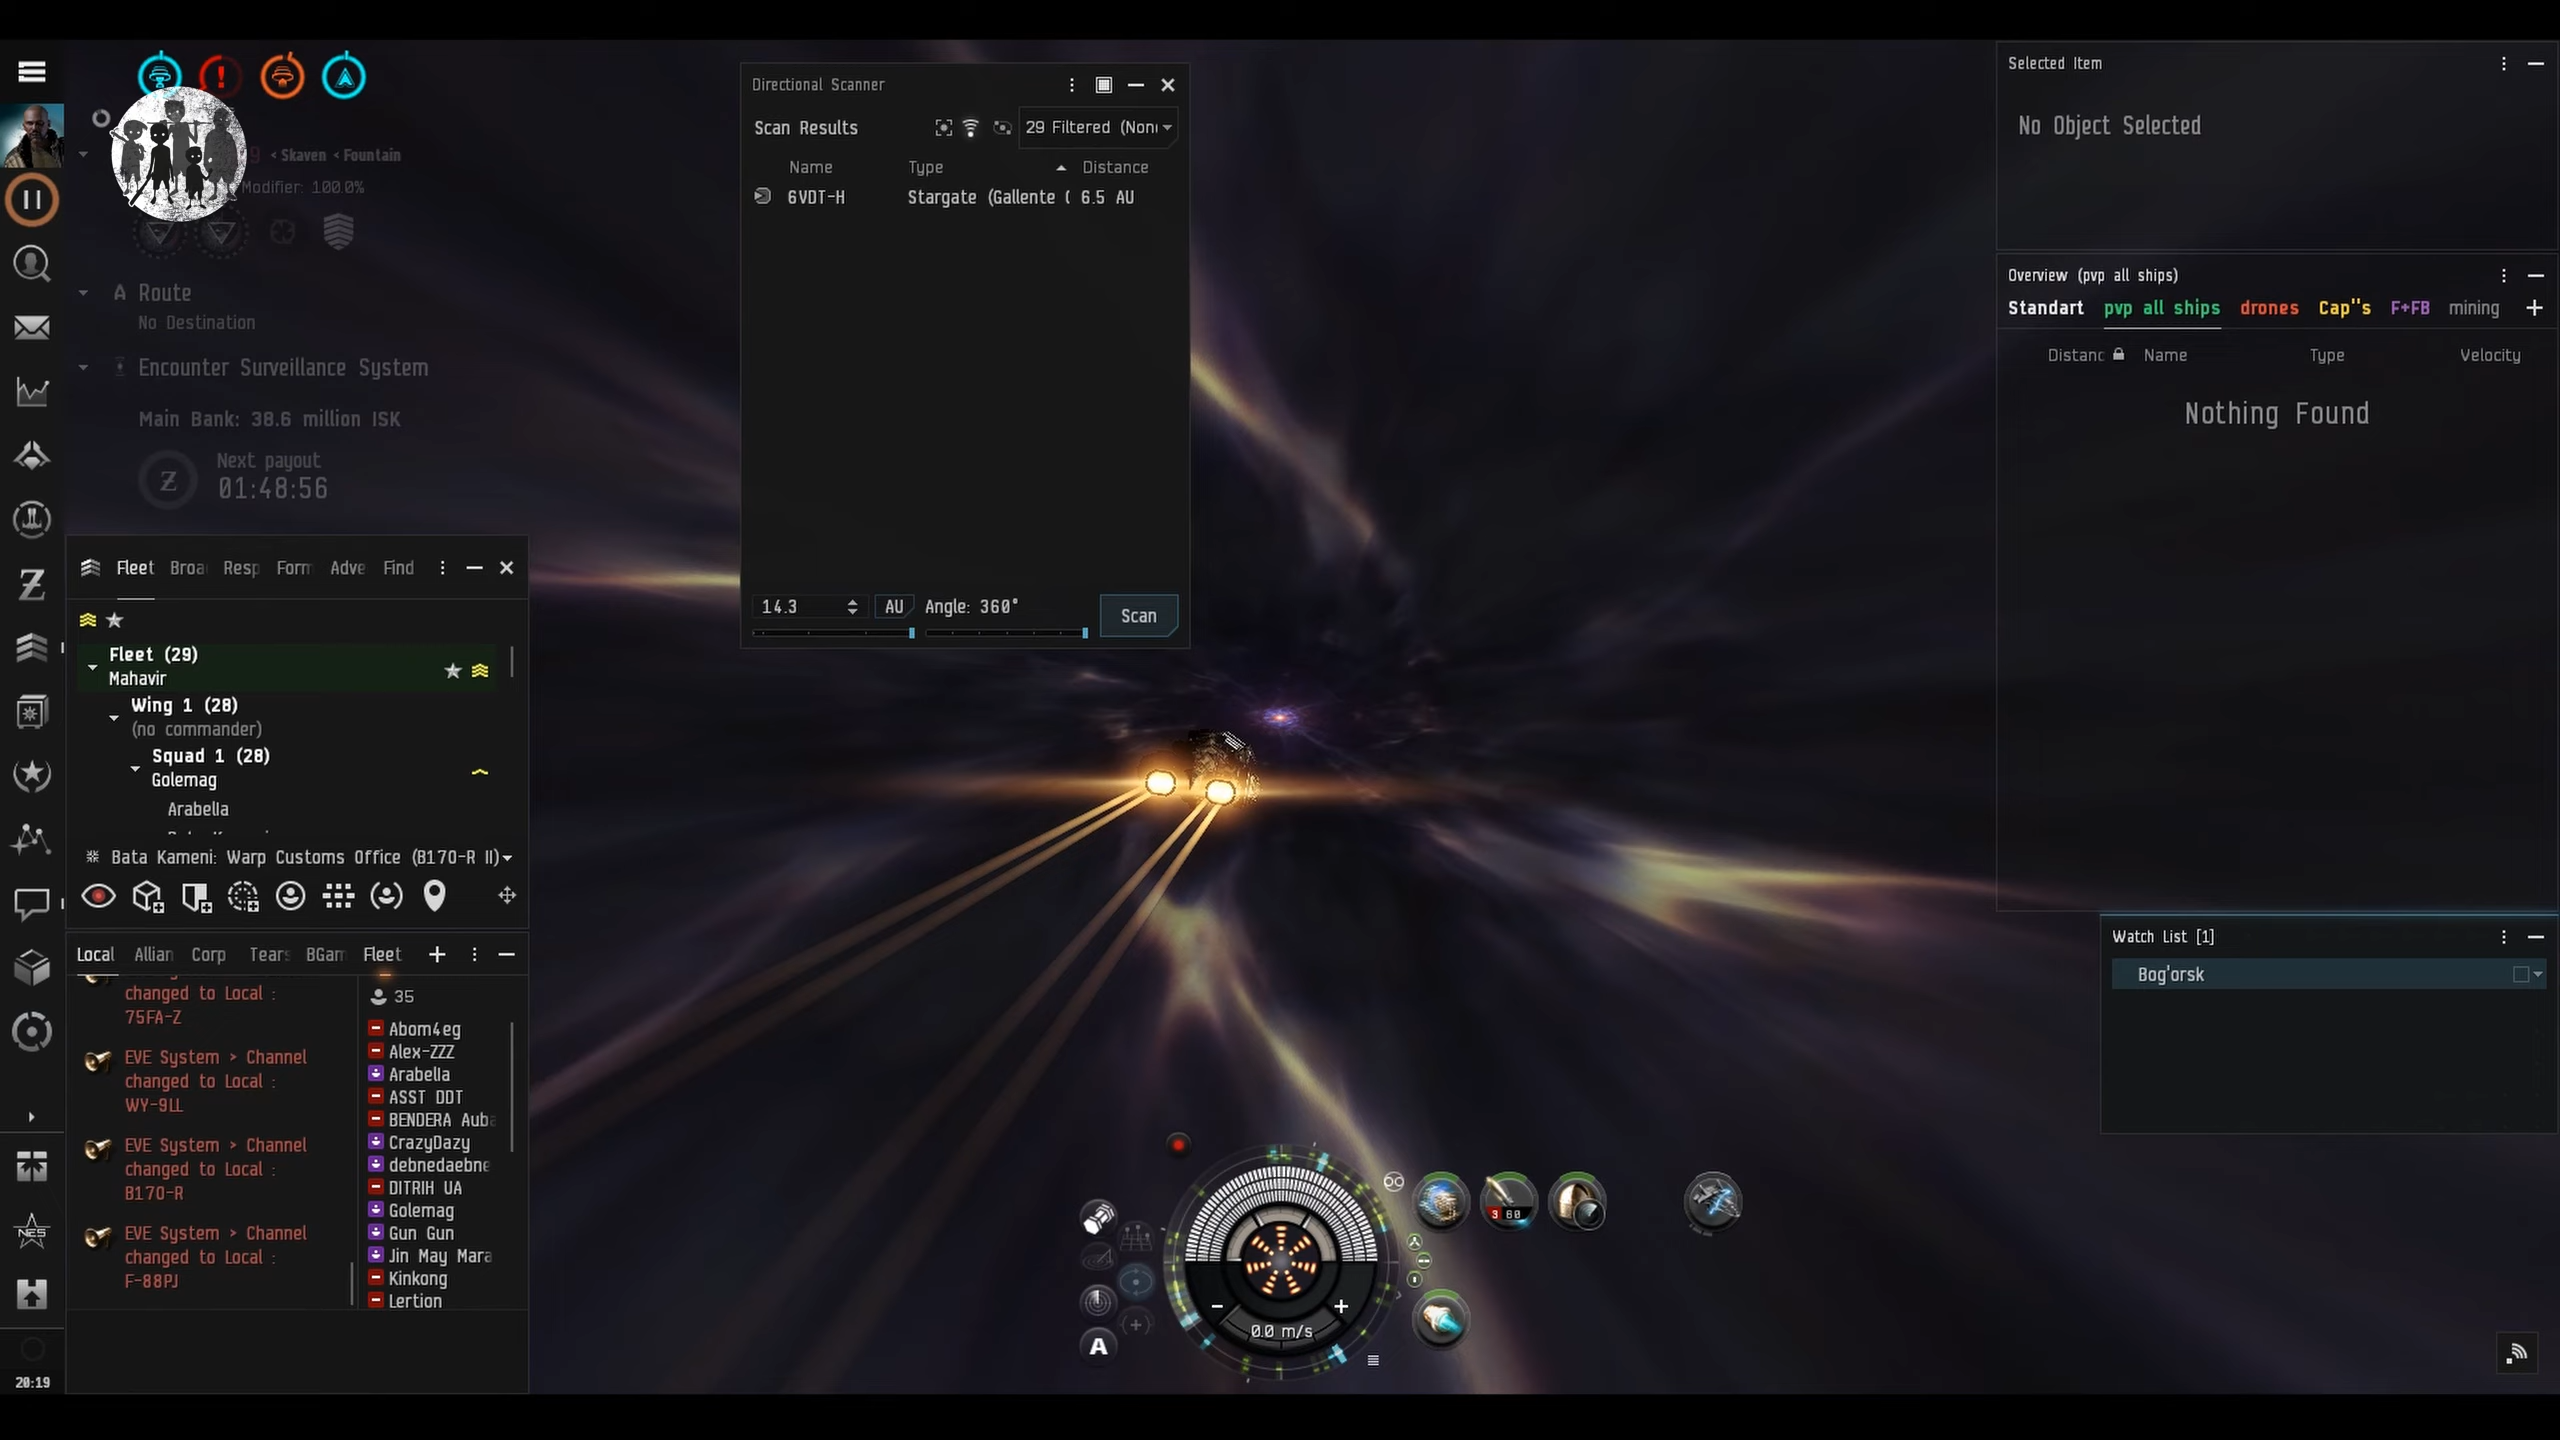 < Skaven < Fountain
Modifier: 100.0%
Route
No Destination
Encounter Surveillance System
Main Bank: 38.6 million ISK
Next payout
01:48:56
Fleet Broa Resp Form Adve Find
Fleet (29)
Mahavir
Wing 1 (28)
(no commander)
Squad 1 (28)
Golemag
Arabella
Bata Kameni: Warp Customs Office (B170-R II)
Local Allian Corp Tears BGam Fleet
changed to Local :
75FA-Z
EVE System > Channel
changed to Local :
WY-9LL
EVE System > Channel
changed to Local :
B170-R
EVE System > Channel
changed to Local :
F-88PJ
35
Abom4eg
Alex-ZZZ
Arabella
ASST DDT
BENDERA Auba
CrazyDazy
debnedaebne
DITRIH UA
Golemag
Gun Gun
Jin May Mara
Kinkong
Lertion
NES
20:19
Directional Scanner
Scan Results
29 Filtered (Non
Name Type Distance
6VDT-H Stargate (Gallente 6.5 AU
14.3 AU Angle: 360°
Scan
3 60
A
0.0 m/s
Selected Item
No Object Selected
Overview (pvp all ships)
Standart pvp all ships drones Cap"s F+FB mining
Distanc Name Type Velocity
Nothing Found
Watch List [1]
Bog'orsk